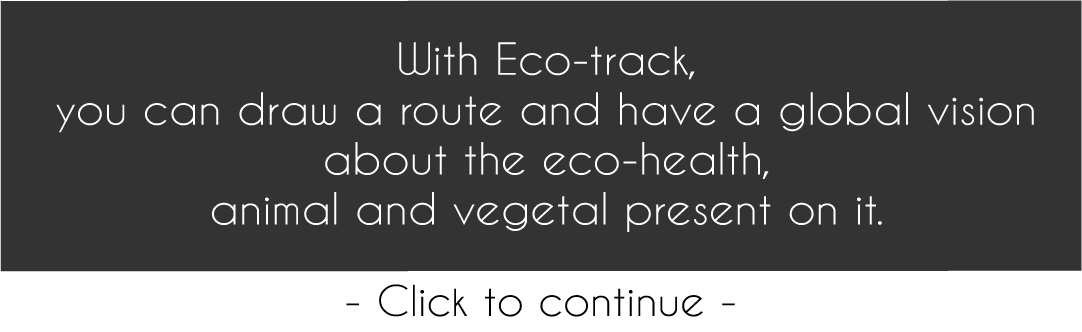 With Eco-track,
you can draw a route and have a global vision
about the eco-health,
animal and vegetal present on it.
- Click to continue -